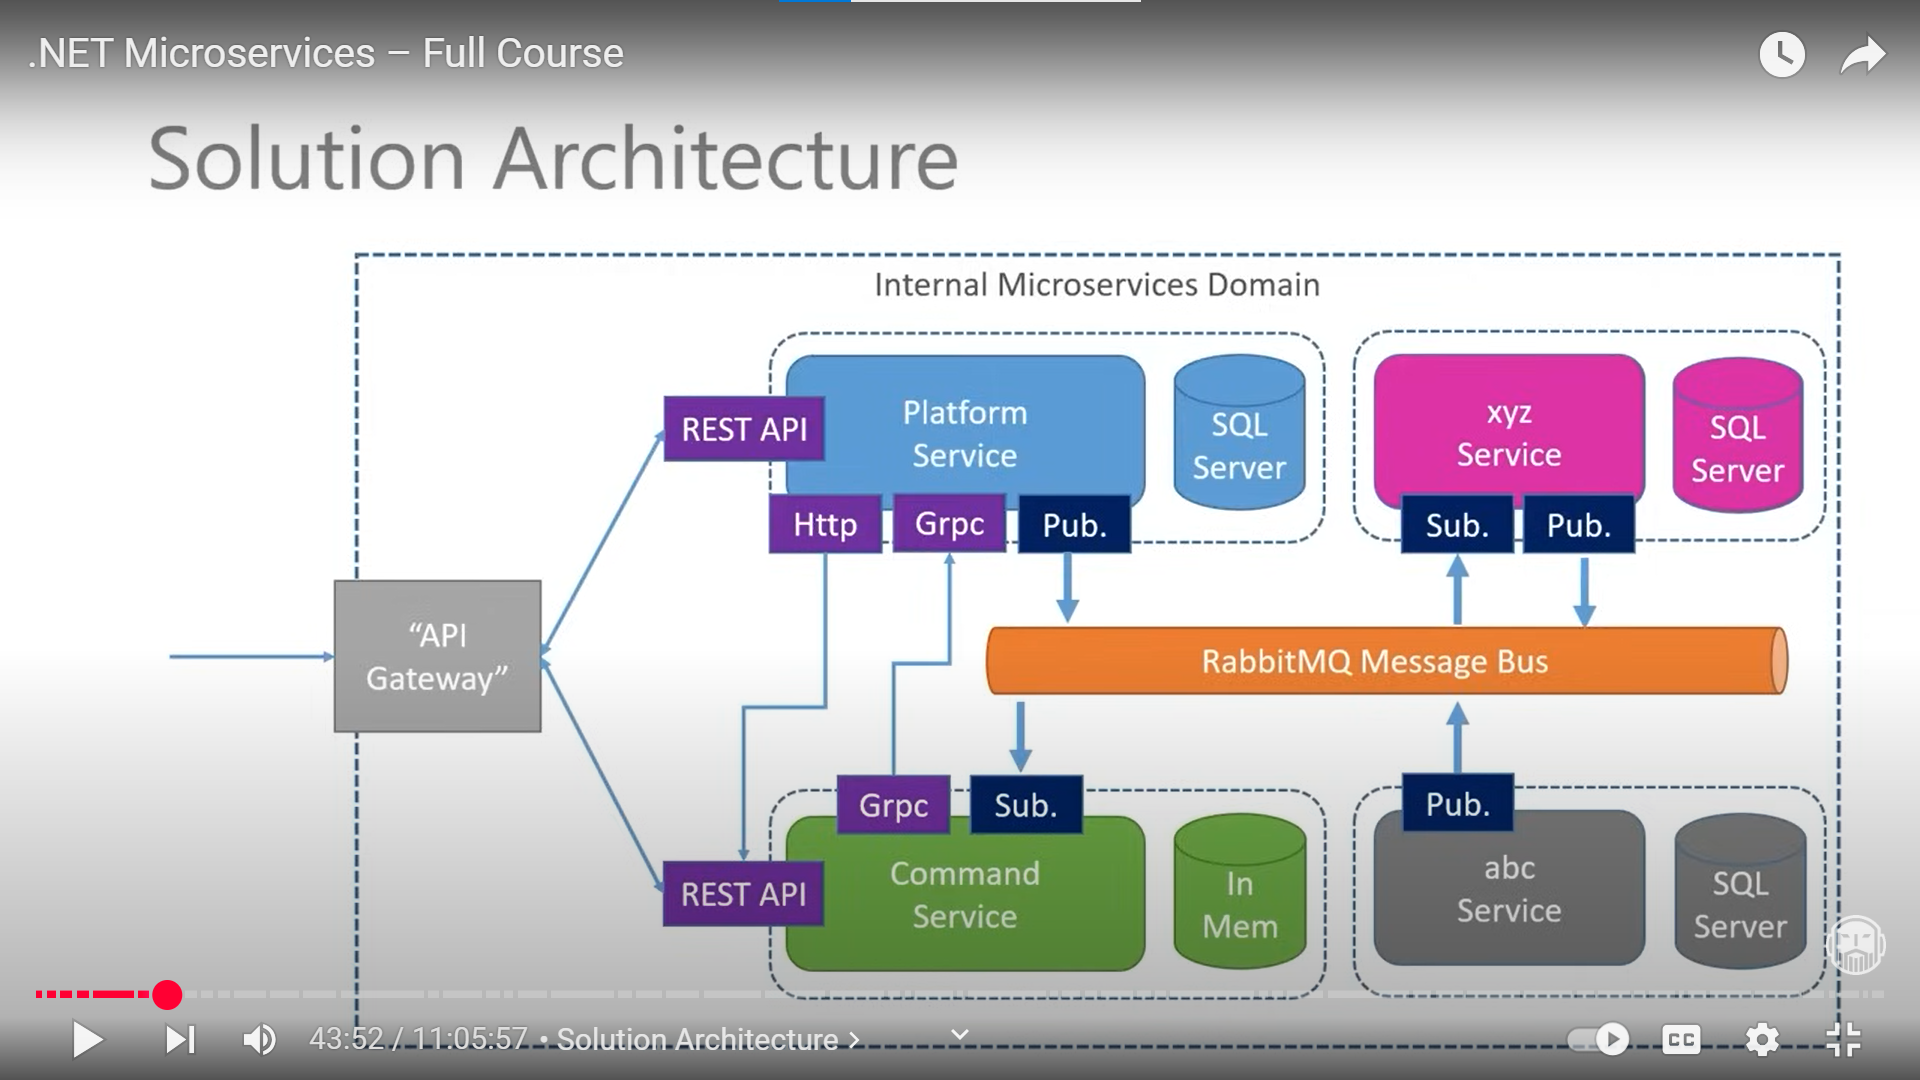 .NET Microservices – Full Course
Solution Architecture
Internal Microservices Domain
REST API
Platform
Service
SQL
Server
xyz
Service
SQL
Server
Http
Grpc
Pub.
Sub.
Pub.
“API
Gateway”
RabbitMQ Message Bus
Grpc
Sub.
Pub.
REST API
Command
Service
In
Mem
abc
Service
SQL
Server
43:52 / 11:05:57 • Solution Architecture >
CC